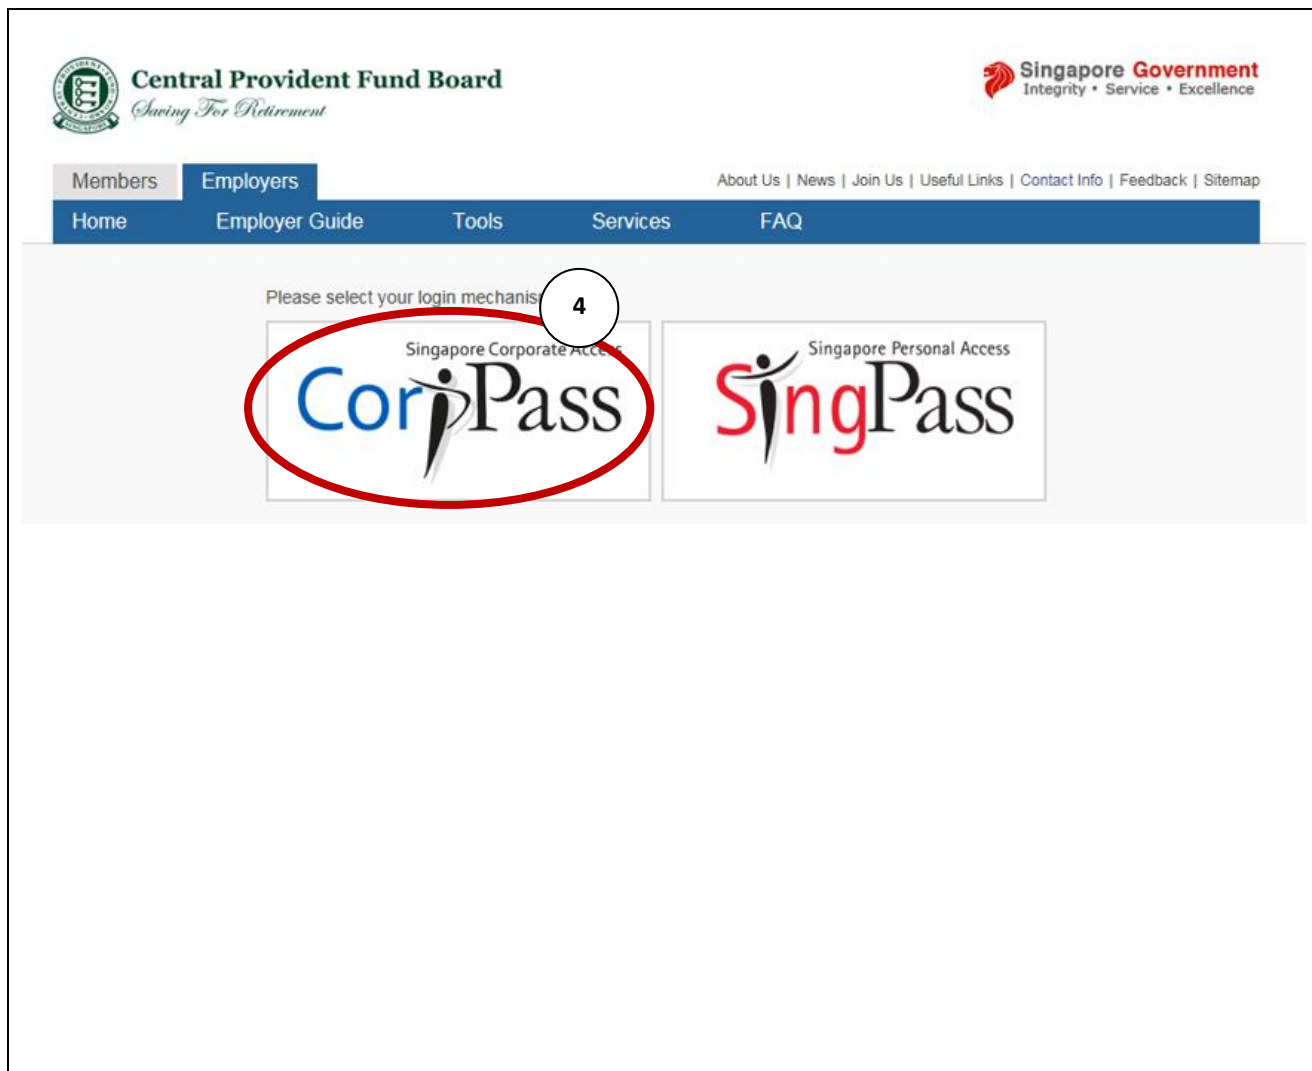 Central Provident Fund Board
Saving For Retirement
Singapore Government
Integrity • Service • Excellence
Members Employers
About Us | News | Join Us | Useful Links | Contact Info | Feedback | Sitemap
Home Employer Guide Tools Services FAQ
Please select your login mechanis
4
Singapore Corporate Access
CorpPass
Singapore Personal Access
SingPass